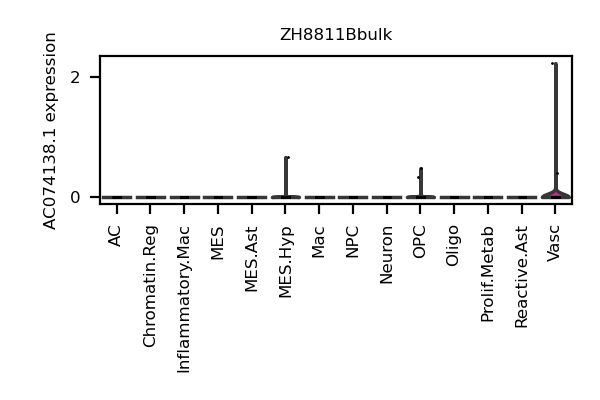 ZH8811Bbulk
AC074138.1 expression
2
0
AC
Chromatin.Reg
Inflammatory.Mac
MES
MES.Ast
MES.Hyp
Mac
NPC
Neuron
OPC
Oligo
Prolif.Metab
Reactive.Ast
Vasc